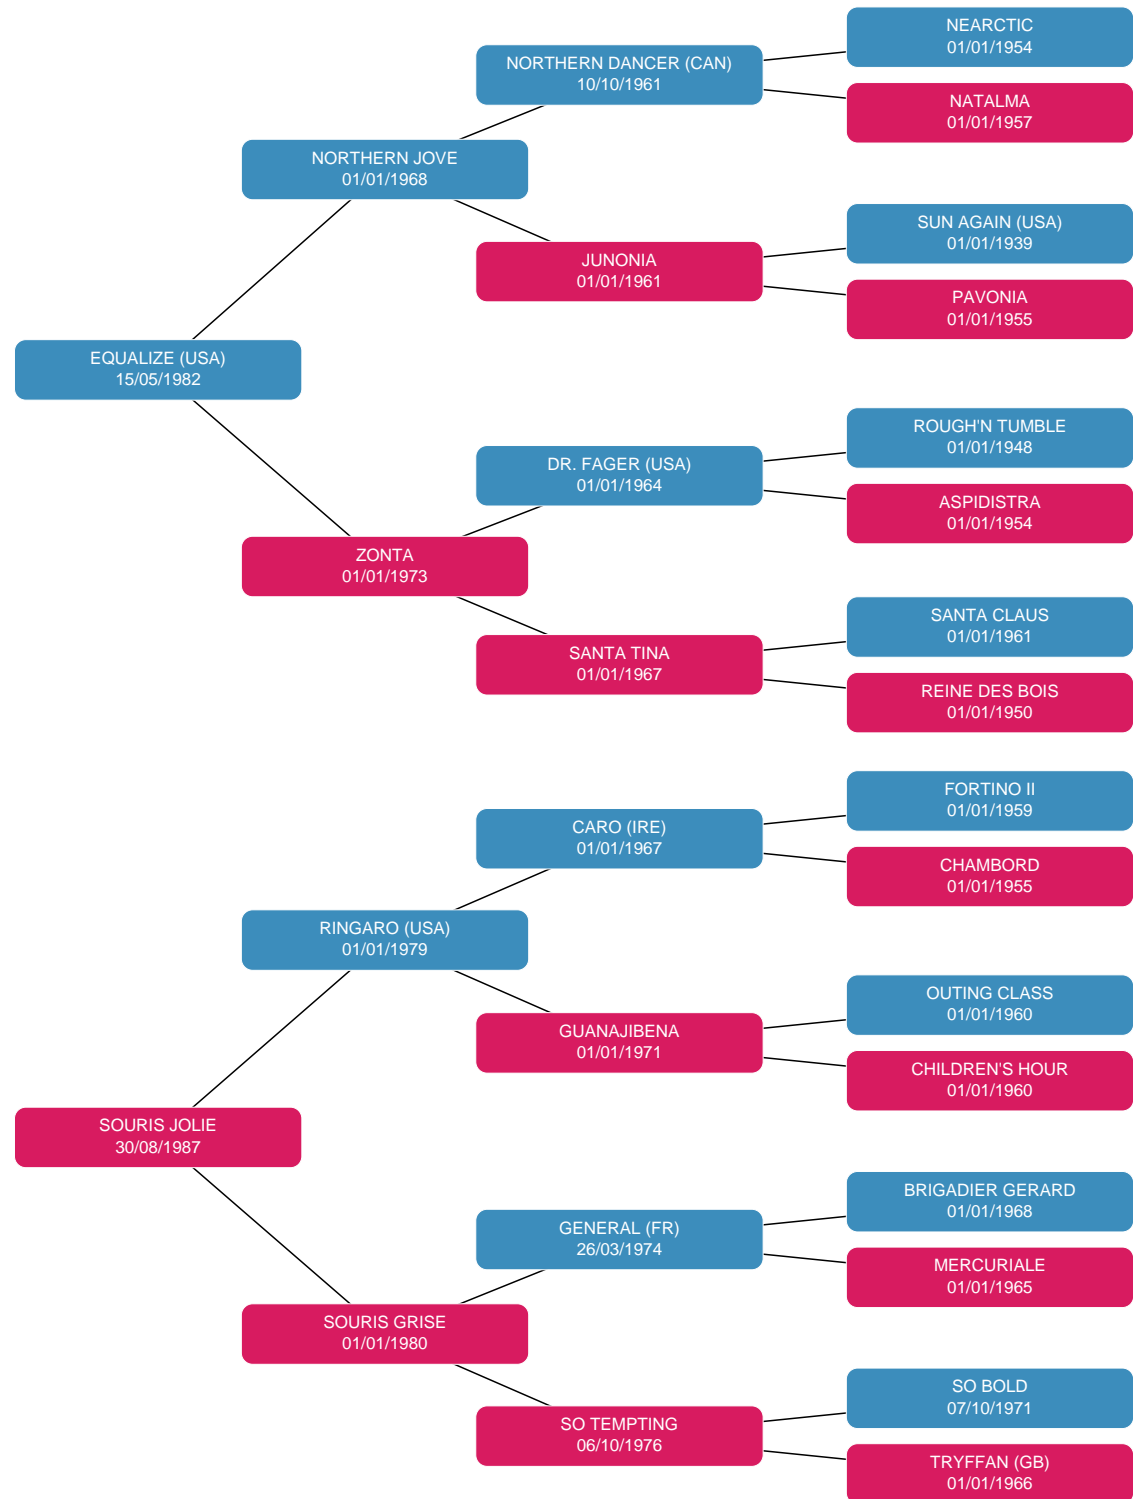 NEARCTIC
01/01/1954
NORTHERN DANCER (CAN)
10/10/1961
NATALMA
01/01/1957
NORTHERN JOVE
01/01/1968
SUN AGAIN (USA)
01/01/1939
JUNONIA
01/01/1961
PAVONIA
01/01/1955
EQUALIZE (USA)
15/05/1982
ROUGH'N TUMBLE
01/01/1948
DR. FAGER (USA)
01/01/1964
ASPIDISTRA
01/01/1954
ZONTA
01/01/1973
SANTA CLAUS
01/01/1961
SANTA TINA
01/01/1967
REINE DES BOIS
01/01/1950
FORTINO II
01/01/1959
CARO (IRE)
01/01/1967
CHAMBORD
01/01/1955
RINGARO (USA)
01/01/1979
OUTING CLASS
01/01/1960
GUANAJIBENA
01/01/1971
CHILDREN'S HOUR
01/01/1960
SOURIS JOLIE
30/08/1987
BRIGADIER GERARD
01/01/1968
GENERAL (FR)
26/03/1974
MERCURIALE
01/01/1965
SOURIS GRISE
01/01/1980
SO BOLD
07/10/1971
SO TEMPTING
06/10/1976
TRYFFAN (GB)
01/01/1966